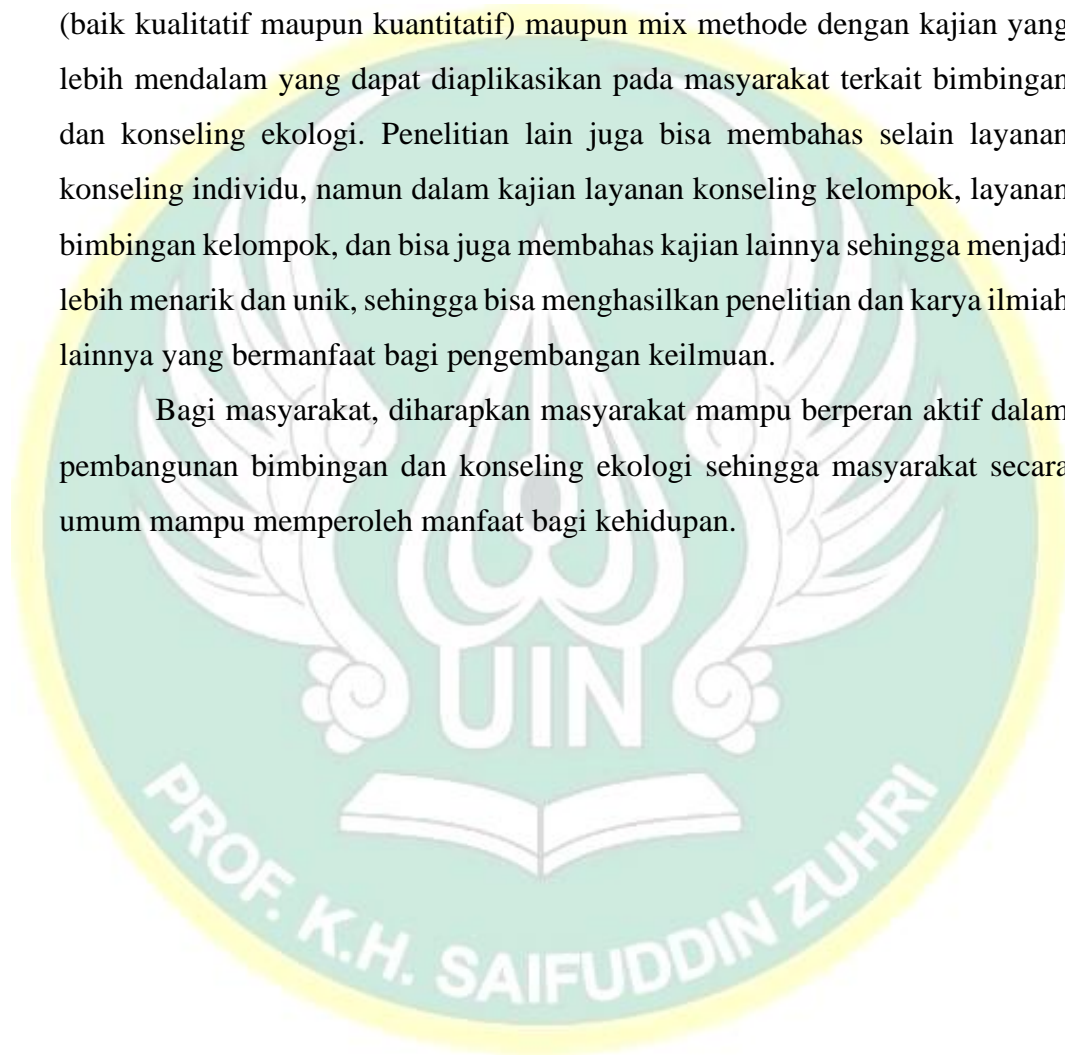 (baik kualitatif maupun kuantitatif) maupun mix methode dengan kajian yang
lebih mendalam yang dapat diaplikasikan pada masyarakat terkait bimbingan
dan konseling ekologi. Penelitian lain juga bisa membahas selain layanan
konseling individu, namun dalam kajian layanan konseling kelompok, layanan
bimbingan kelompok, dan bisa juga membahas kajian lainnya sehingga menjadi
lebih menarik dan unik, sehingga bisa menghasilkan penelitian dan karya ilmiah
lainnya yang bermanfaat bagi pengembangan keilmuan.
Bagi masyarakat, diharapkan masyarakat mampu berperan aktif dalam
pembangunan bimbingan dan konseling ekologi sehingga masyarakat secara
umum mampu memperoleh manfaat bagi kehidupan.
UIN
PROF. K.H. SAIFUDDIN ZUHRI